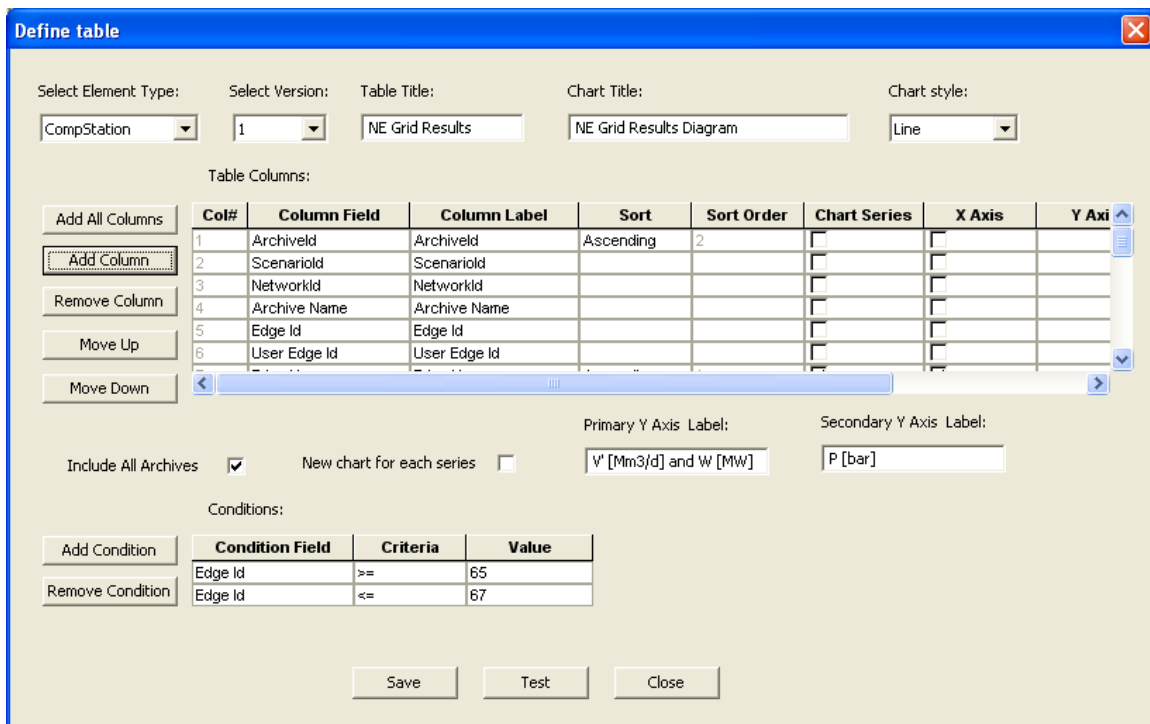 Define table
Select Element Type: Select Version: Table Title: Chart Title: Chart style:
CompStation 1 NE Grid Results NE Grid Results Diagram Line
Table Columns:
Add All Columns Col# Column Field Column Label Sort Sort Order Chart Series X Axis Y Axi
1 ArchiveId ArchiveId Ascending 2
Add Column 2 ScenarioId ScenarioId
3 NetworkId NetworkId
Remove Column 4 Archive Name Archive Name
5 Edge Id Edge Id
Move Up 6 User Edge Id User Edge Id
Move Down
Primary Y Axis Label: Secondary Y Axis Label:
Include All Archives New chart for each series V' [Mm3/d] and W [MW] P [bar]
Conditions:
Add Condition Condition Field Criteria Value
Edge Id >= 65
Remove Condition Edge Id <= 67
Save Test Close